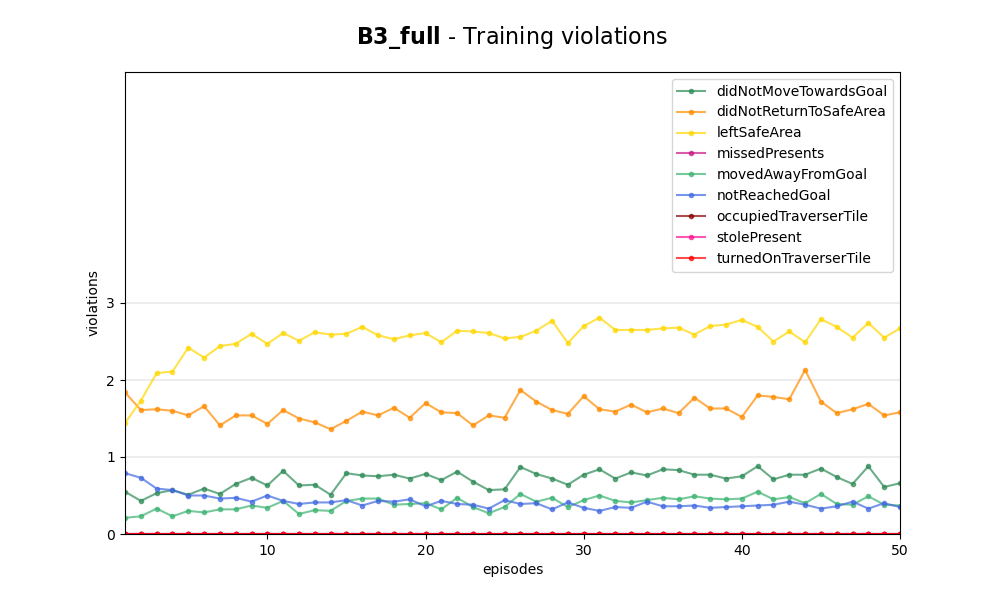 B3_full - Training violations
didNotMoveTowardsGoal
didNotReturnToSafeArea
leftSafeArea
missedPresents
movedAwayFromGoal
notReachedGoal
occupiedTraverserTile
stolePresent
turnedOnTraverserTile
violations
3
2
1
0
10
20
30
40
50
episodes